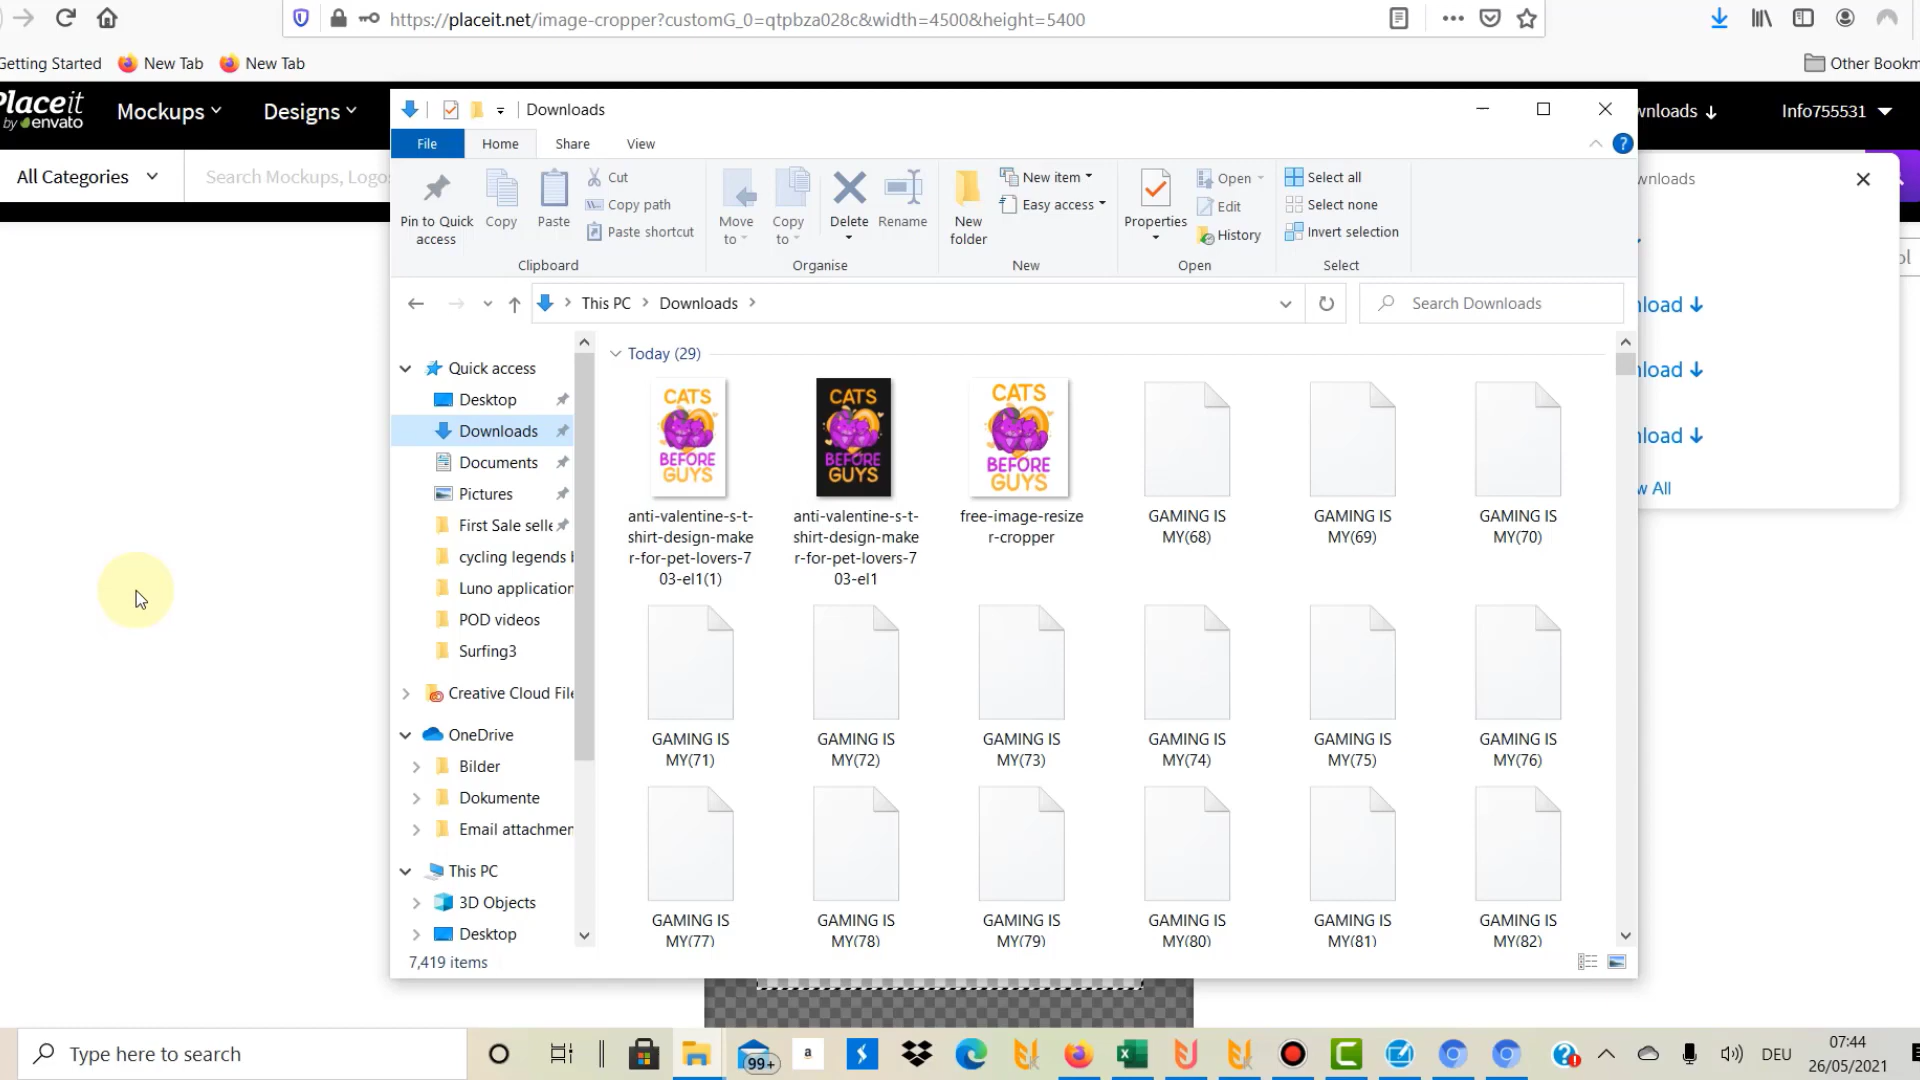 https://placeit.net/image-cropper?customG_0=qtpbza028c&width=4500&height=5400
Getting Started
New Tab
New Tab
Other Bookm
Placeit
by envato
Mockups
Designs
wnloads
Info755531
All Categories
Search Mockups, Logo
wnloads
nload
nload
nload
w All
Downloads
File
Home
Share
View
Pin to Quick
access
Copy
Paste
Cut
Copy path
Paste shortcut
Clipboard
Move
to
Copy
to
Delete
Rename
Organise
New
folder
New item
Easy access
New
Properties
Open
Edit
History
Open
Select all
Select none
Invert selection
Select
This PC
Downloads
Search Downloads
Quick access
Desktop
Downloads
Documents
Pictures
First Sale selle
cycling legends b
Luno application
POD videos
Surfing3
Creative Cloud File
OneDrive
Bilder
Dokumente
Email attachmen
This PC
3D Objects
Desktop
7,419 items
Today (29)
CATS
BEFORE
GUYS
CATS
BEFORE
GUYS
CATS
BEFORE
GUYS
anti-valentine-s-t-
shirt-design-make
r-for-pet-lovers-7
03-el1(1)
anti-valentine-s-t-
shirt-design-make
r-for-pet-lovers-7
03-el1
free-image-resize
r-cropper
GAMING IS
MY(68)
GAMING IS
MY(69)
GAMING IS
MY(70)
GAMING IS
MY(71)
GAMING IS
MY(72)
GAMING IS
MY(73)
GAMING IS
MY(74)
GAMING IS
MY(75)
GAMING IS
MY(76)
GAMING IS
MY(77)
GAMING IS
MY(78)
GAMING IS
MY(79)
GAMING IS
MY(80)
GAMING IS
MY(81)
GAMING IS
MY(82)
Type here to search
99+
a
DEU
07:44
26/05/2021